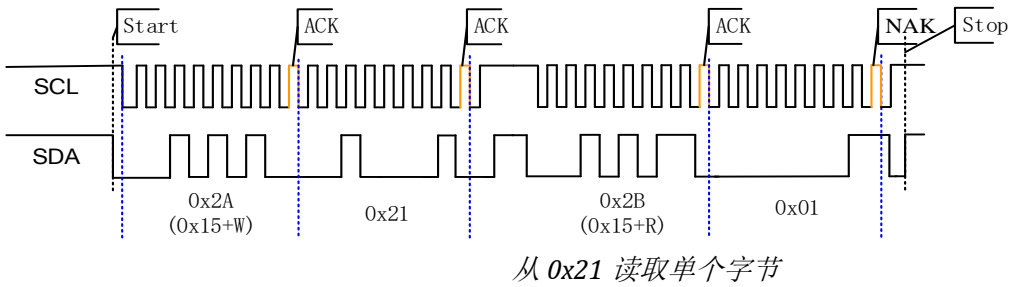 Start ACK ACK ACK NAK Stop
SCL
SDA
0x2A 0x21 0x2B 0x01
(0x15+W) (0x15+R)
从 0x21 读取单个字节